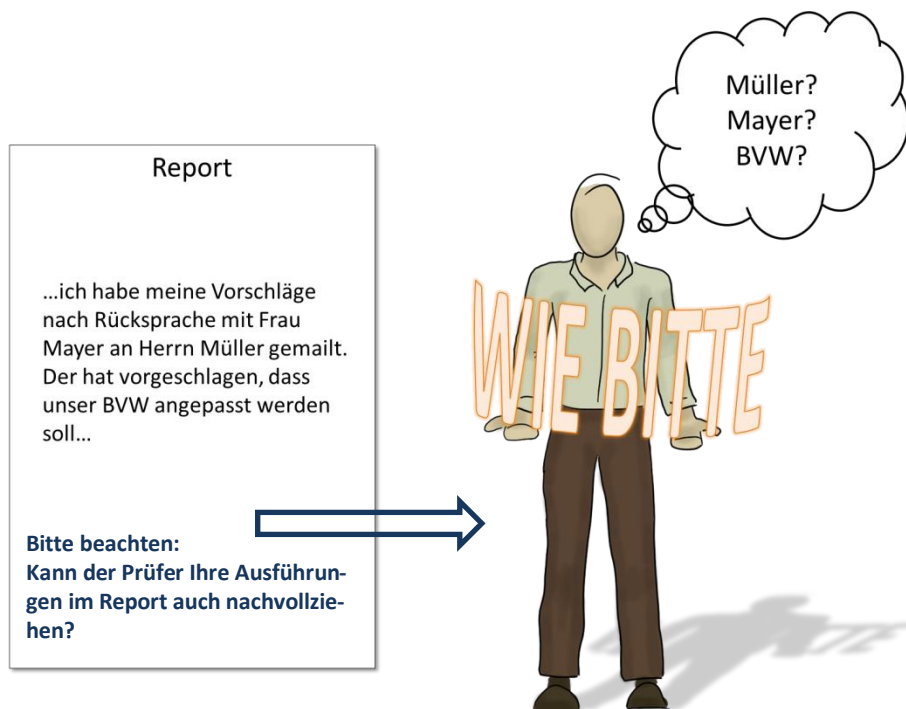 Report
...ich habe meine Vorschläge
nach Rücksprache mit Frau
Mayer an Herrn Müller gemailt.
Der hat vorgeschlagen, dass
unser BVW angepasst werden
soll...
Bitte beachten:
Kann der Prüfer Ihre Ausführun-
gen im Report auch nachvollzie-
hen?
Müller?
Mayer?
BVW?
WIE BITTE